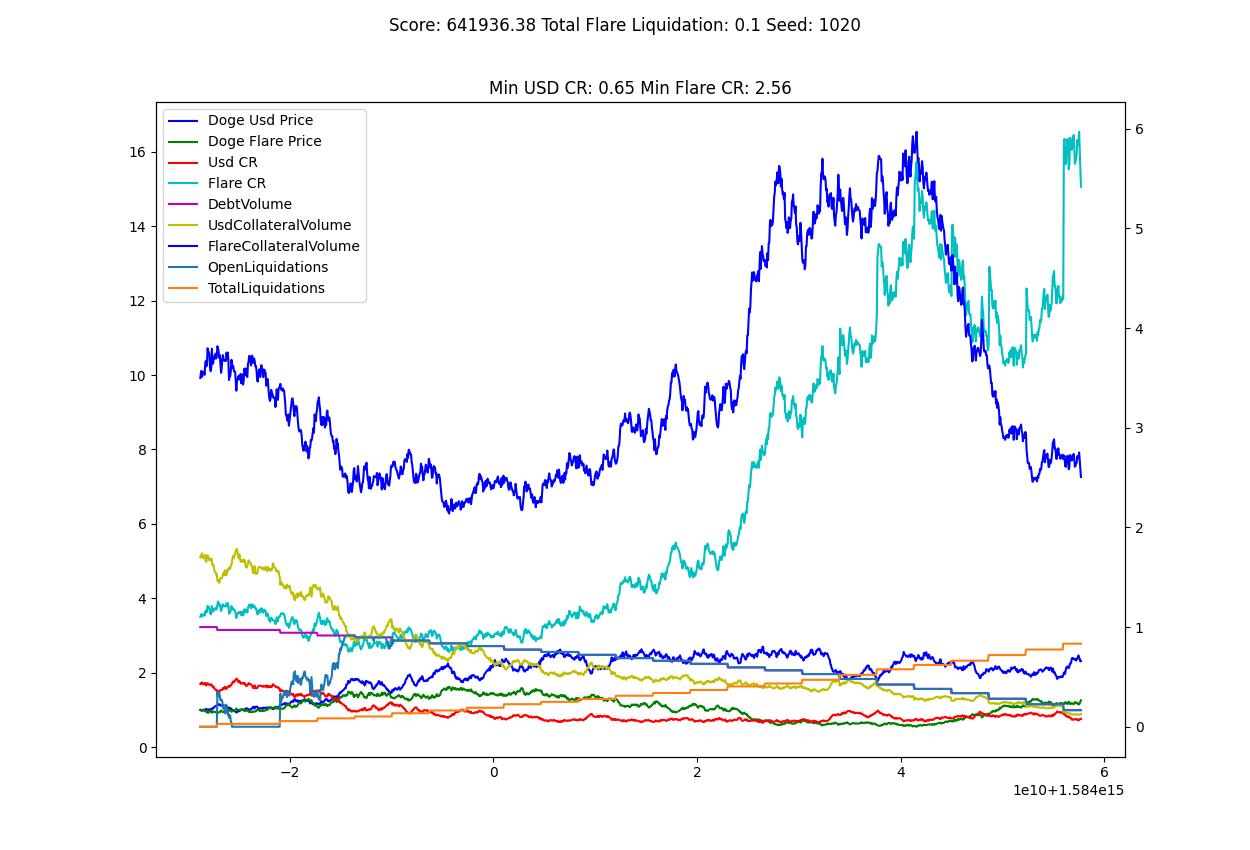 Score: 641936.38 Total Flare Liquidation: 0.1 Seed: 1020
Min USD CR: 0.65 Min Flare CR: 2.56
Doge Usd Price
Doge Flare Price
Usd CR
Flare CR
DebtVolume
UsdCollateralVolume
FlareCollateralVolume
OpenLiquidations
TotalLiquidations
16
14
12
10
8
6
4
2
0
6
5
4
3
2
1
0
−2
0
2
4
6
1e10+1.584e15